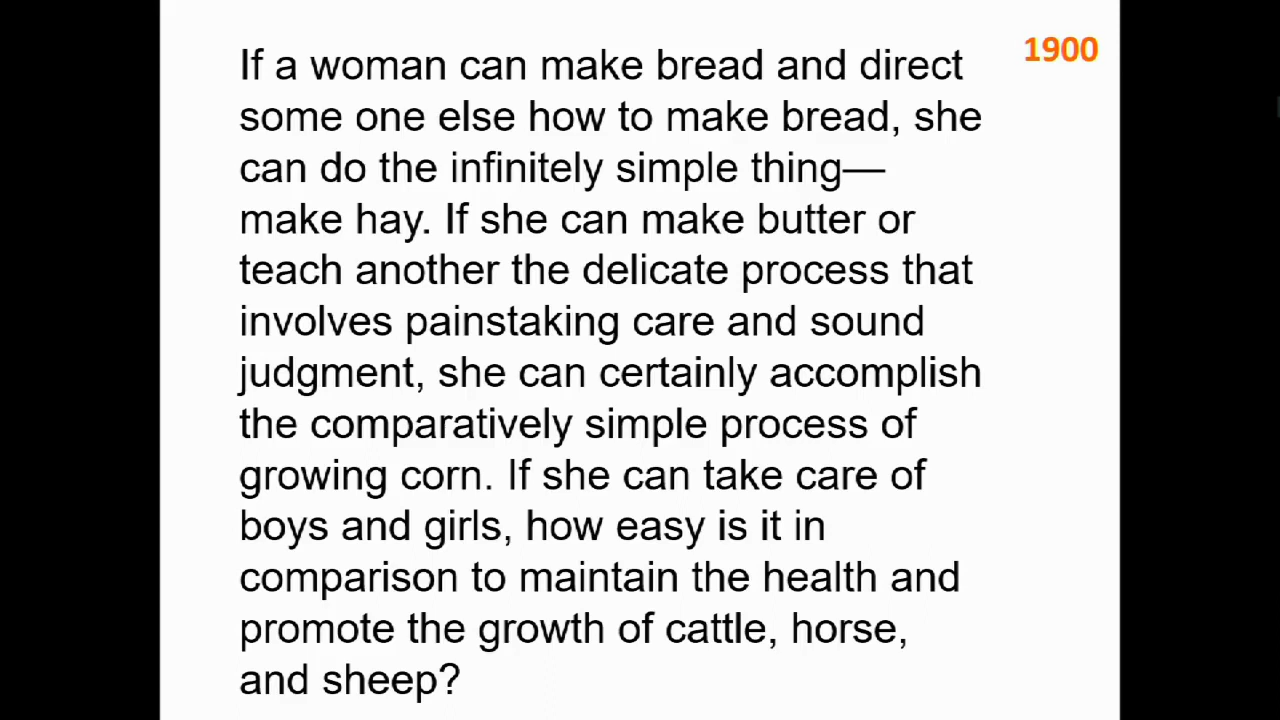 1900
If a woman can make bread and direct
some one else how to make bread, she
can do the infinitely simple thing—
make hay. If she can make butter or
teach another the delicate process that
involves painstaking care and sound
judgment, she can certainly accomplish
the comparatively simple process of
growing corn. If she can take care of
boys and girls, how easy is it in
comparison to maintain the health and
promote the growth of cattle, horse,
and sheep?